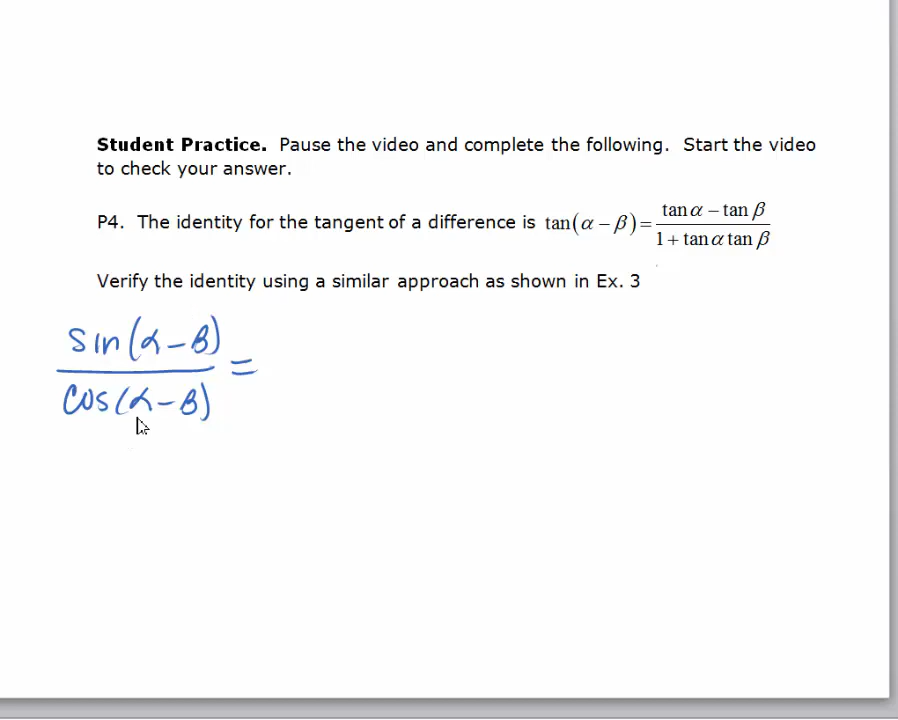 Student Practice. Pause the video and complete the following. Start the video
to check your answer.
P4. The identity for the tangent of a difference is tan(α − β) = (tan α − tan β)/(1 + tan α tan β)
Verify the identity using a similar approach as shown in Ex. 3
sin(α − β)/cos(α − β) =